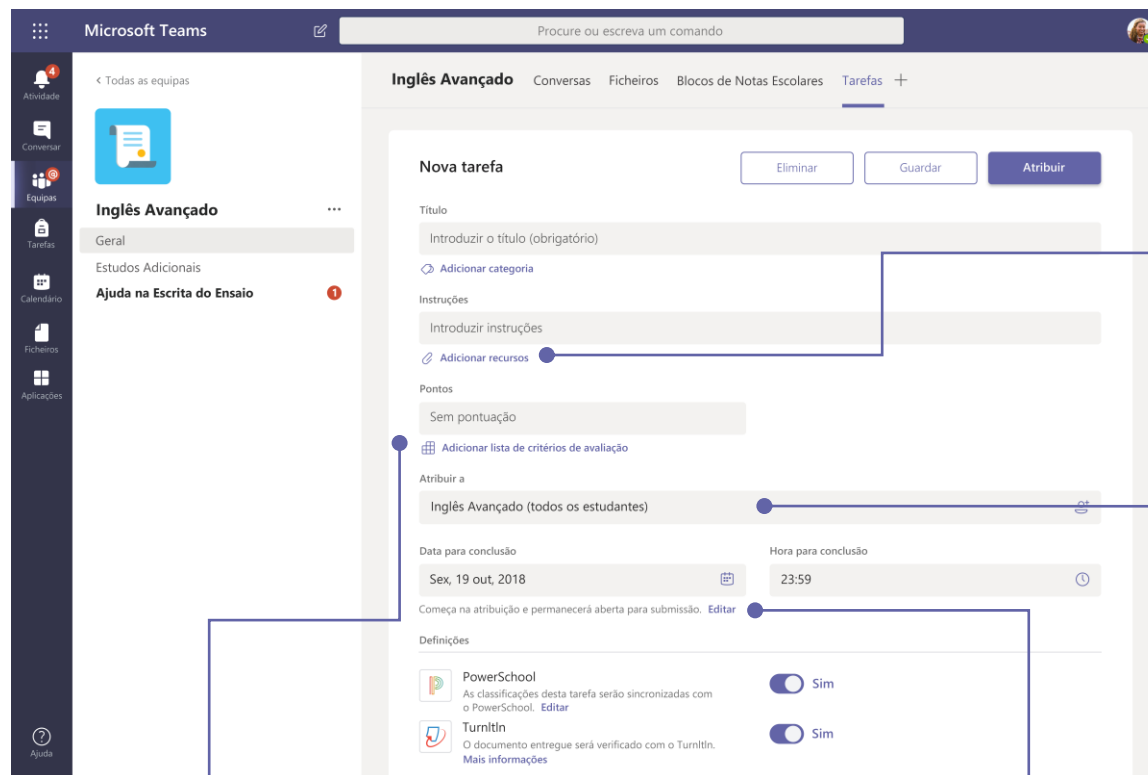 Microsoft Teams
Procure ou escreva um comando
4
Atividade
Conversar
@
Equipas
Tarefas
Calendário
Ficheiros
Aplicações
Ajuda
< Todas as equipas
Inglês Avançado
...
Geral
Estudos Adicionais
Ajuda na Escrita do Ensaio 1
Inglês Avançado Conversas Ficheiros Blocos de Notas Escolares Tarefas +
Nova tarefa Eliminar Guardar Atribuir
Título
Introduzir o título (obrigatório)
Adicionar categoria
Instruções
Introduzir instruções
Adicionar recursos
Pontos
Sem pontuação
Adicionar lista de critérios de avaliação
Atribuir a
Inglês Avançado (todos os estudantes)
Data para conclusão Hora para conclusão
Sex, 19 out, 2018 23:59
Começa na atribuição e permanecerá aberta para submissão. Editar
Definições
PowerSchool
As classificações desta tarefa serão sincronizadas com
o PowerSchool. Editar
Sim
TurnItIn
O documento entregue será verificado com o TurnItIn.
Mais informações
Sim